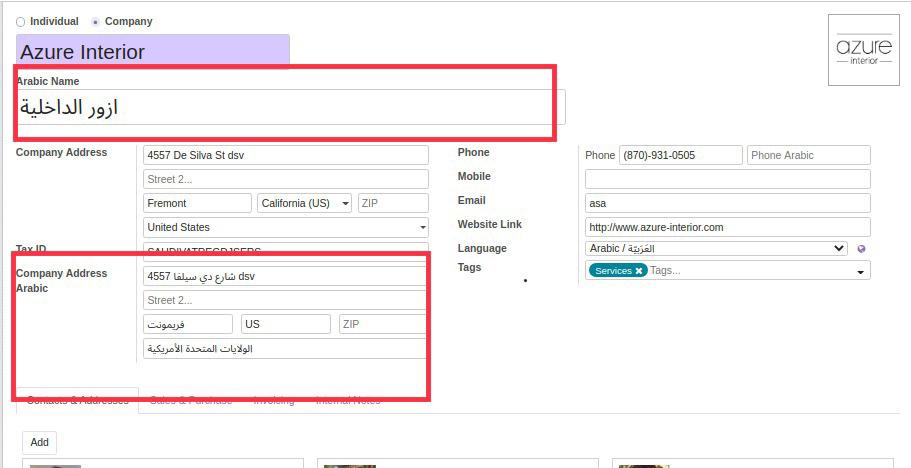 Individual Company
Azure Interior
azure
interior
Arabic Name
ازور الداخلية
Company Address
4557 De Silva St dsv
Street 2...
Fremont California (US) ZIP
United States
Tax ID
Company Address
Arabic
4557 شارع دي سيلفا dsv
Street 2...
فريمونت US ZIP
الولايات المتحدة الأمريكية
Phone Phone (870)-931-0505 Phone Arabic
Mobile
Email asa
Website Link http://www.azure-interior.com
Language Arabic / الْعَرَبيّة
Tags Services ✖ Tags...
Contacts & Addresses Sales & Purchase Invoicing Internal Notes
Add